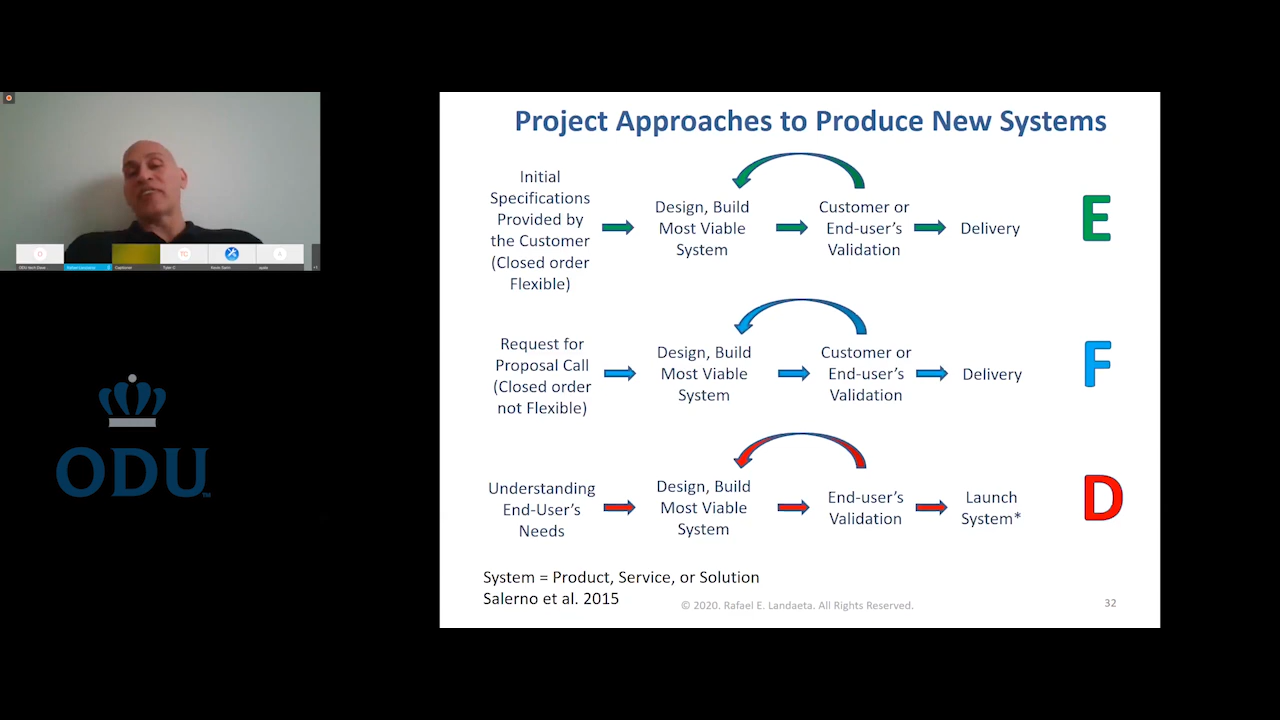 Project Approaches to Produce New Systems
Initial
Specifications
Provided by
the Customer
(Closed order
Flexible)
Design, Build
Most Viable
System
Customer or
End-user's
Validation
Delivery
E
Request for
Proposal Call
(Closed order
not Flexible)
Design, Build
Most Viable
System
Customer or
End-user's
Validation
Delivery
F
Understanding
End-User's
Needs
Design, Build
Most Viable
System
End-user's
Validation
Launch
System*
D
System = Product, Service, or Solution
Salerno et al. 2015
© 2020. Rafael E. Landaeta. All Rights Reserved.
32
ODU